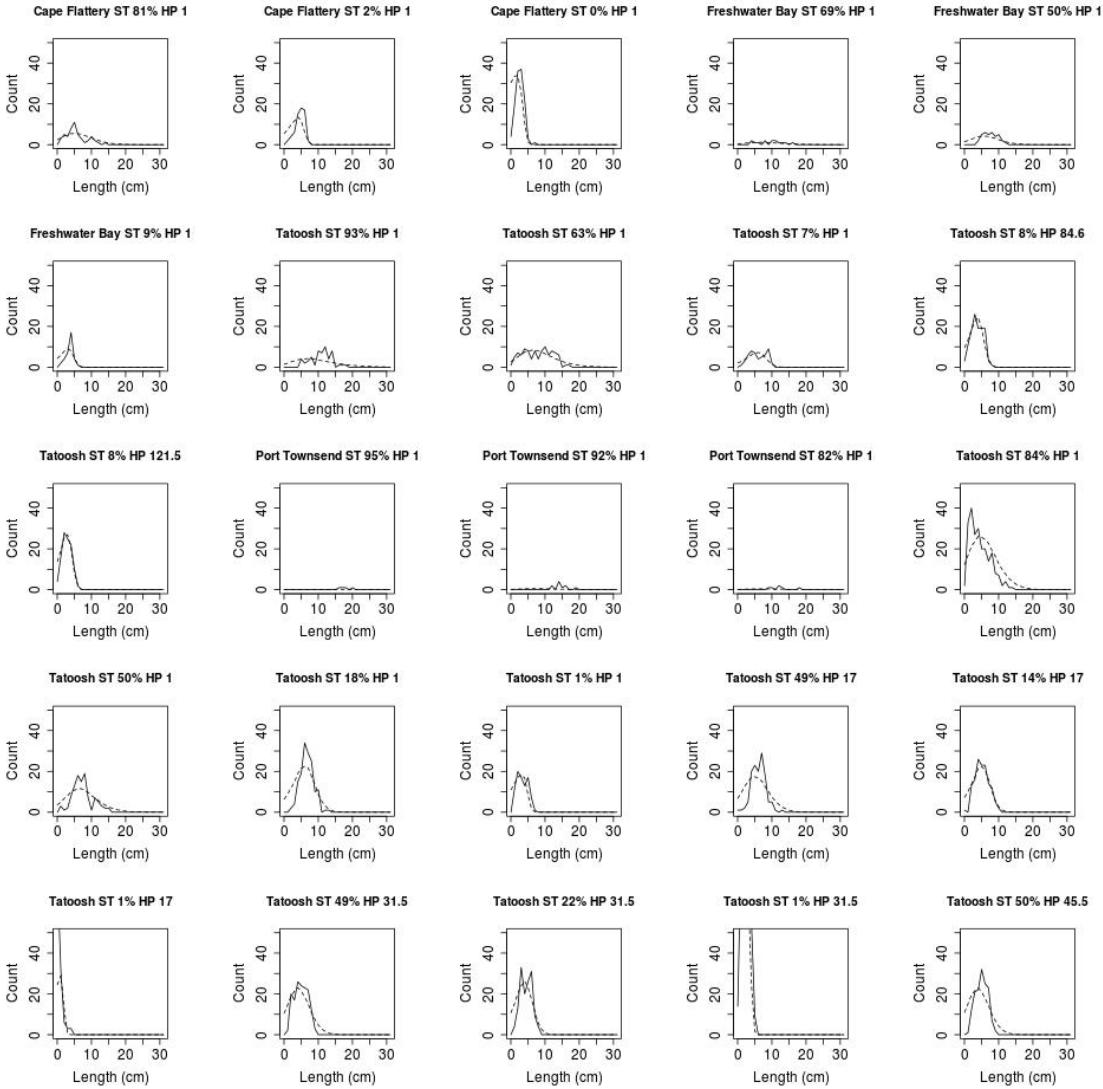 Cape Flattery ST 81% HP 1
Count
0 20 40
0 10 20 30
Length (cm)
Cape Flattery ST 2% HP 1
Count
0 20 40
0 10 20 30
Length (cm)
Cape Flattery ST 0% HP 1
Count
0 20 40
0 10 20 30
Length (cm)
Freshwater Bay ST 69% HP 1
Count
0 20 40
0 10 20 30
Length (cm)
Freshwater Bay ST 50% HP 1
Count
0 20 40
0 10 20 30
Length (cm)
Freshwater Bay ST 9% HP 1
Count
0 20 40
0 10 20 30
Length (cm)
Tatoosh ST 93% HP 1
Count
0 20 40
0 10 20 30
Length (cm)
Tatoosh ST 63% HP 1
Count
0 20 40
0 10 20 30
Length (cm)
Tatoosh ST 7% HP 1
Count
0 20 40
0 10 20 30
Length (cm)
Tatoosh ST 8% HP 84.6
Count
0 20 40
0 10 20 30
Length (cm)
Tatoosh ST 8% HP 121.5
Count
0 20 40
0 10 20 30
Length (cm)
Port Townsend ST 95% HP 1
Count
0 20 40
0 10 20 30
Length (cm)
Port Townsend ST 92% HP 1
Count
0 20 40
0 10 20 30
Length (cm)
Port Townsend ST 82% HP 1
Count
0 20 40
0 10 20 30
Length (cm)
Tatoosh ST 84% HP 1
Count
0 20 40
0 10 20 30
Length (cm)
Tatoosh ST 50% HP 1
Count
0 20 40
0 10 20 30
Length (cm)
Tatoosh ST 18% HP 1
Count
0 20 40
0 10 20 30
Length (cm)
Tatoosh ST 1% HP 1
Count
0 20 40
0 10 20 30
Length (cm)
Tatoosh ST 49% HP 17
Count
0 20 40
0 10 20 30
Length (cm)
Tatoosh ST 14% HP 17
Count
0 20 40
0 10 20 30
Length (cm)
Tatoosh ST 1% HP 17
Count
0 20 40
0 10 20 30
Length (cm)
Tatoosh ST 49% HP 31.5
Count
0 20 40
0 10 20 30
Length (cm)
Tatoosh ST 22% HP 31.5
Count
0 20 40
0 10 20 30
Length (cm)
Tatoosh ST 1% HP 31.5
Count
0 20 40
0 10 20 30
Length (cm)
Tatoosh ST 50% HP 45.5
Count
0 20 40
0 10 20 30
Length (cm)